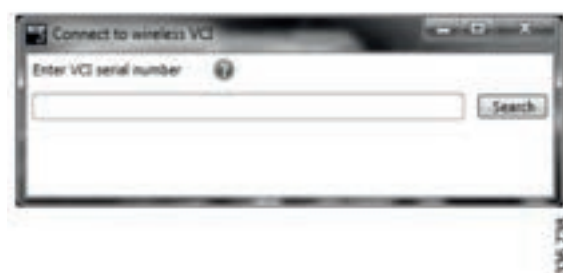 Connect to wireless VCI
Enter VCI serial number
Search